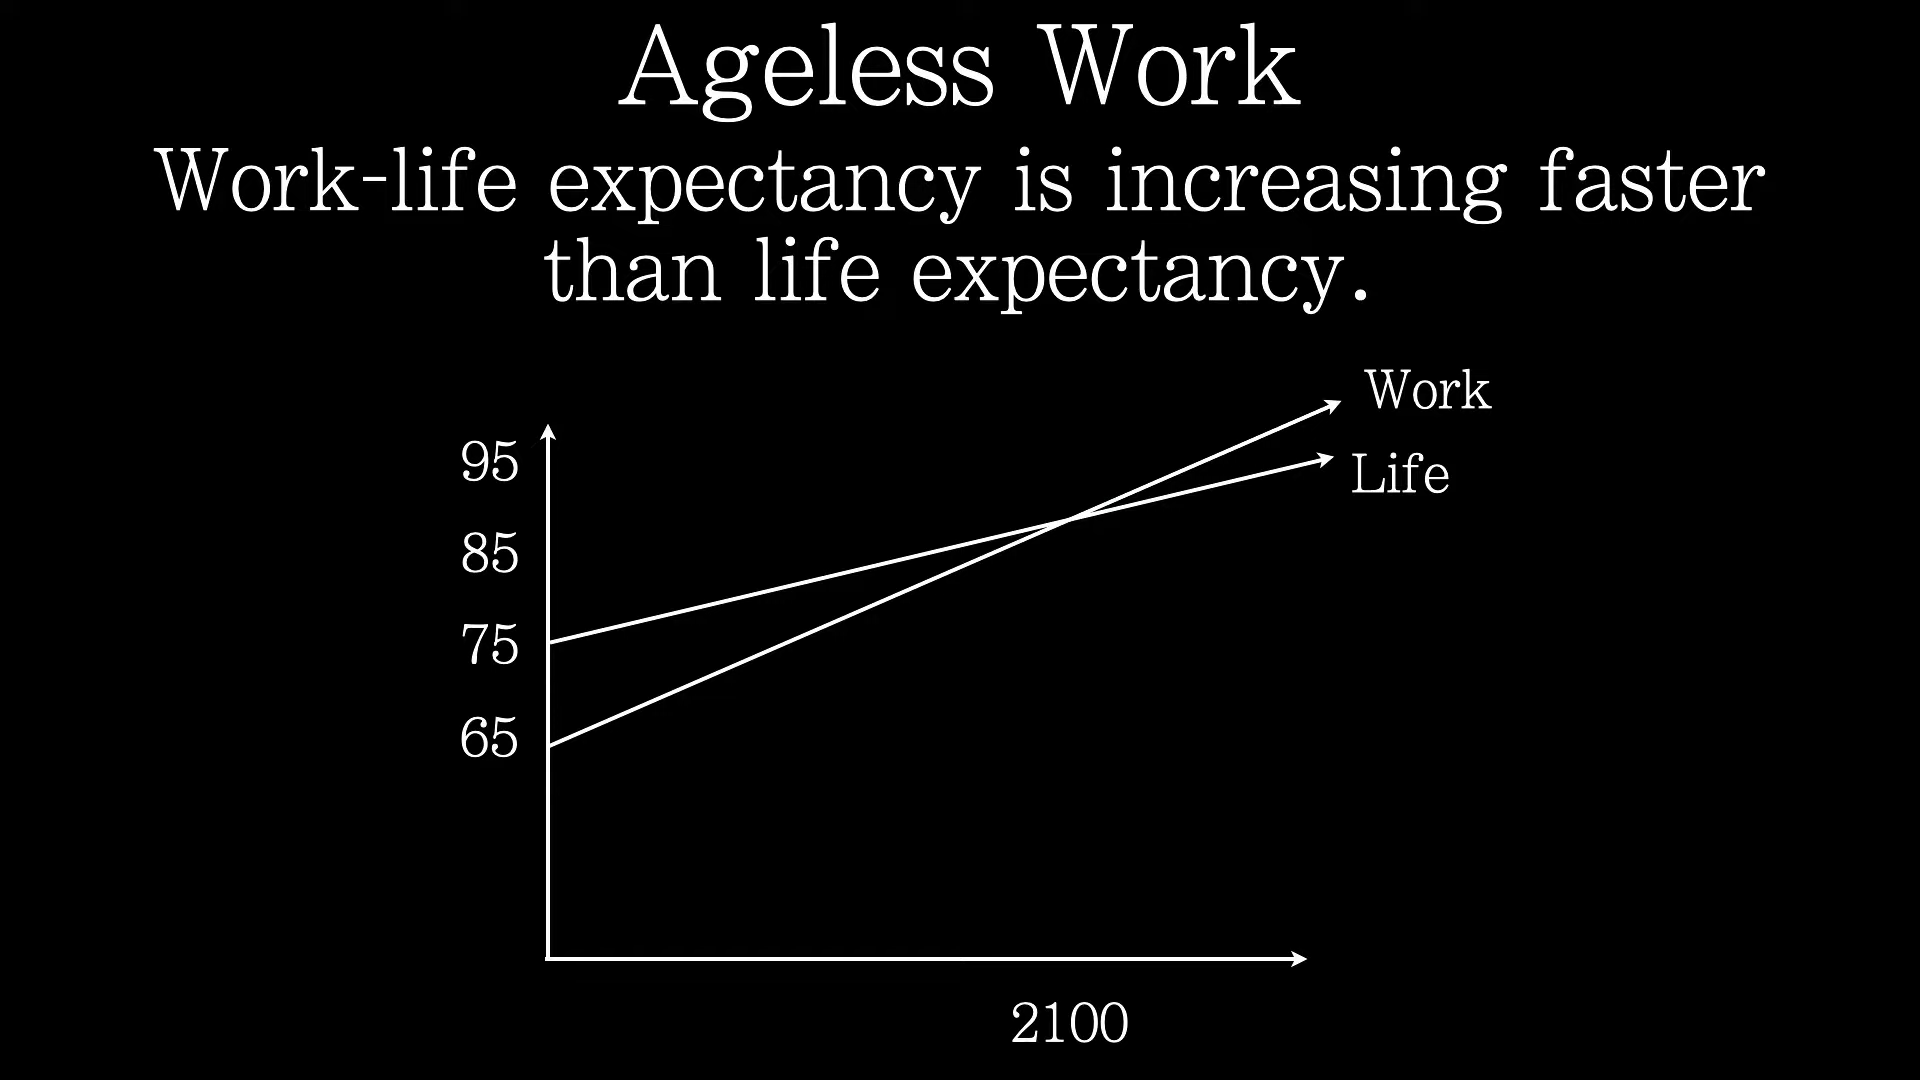 Ageless Work
Work-life expectancy is increasing faster
than life expectancy.
Work
Life
95
85
75
65
2100